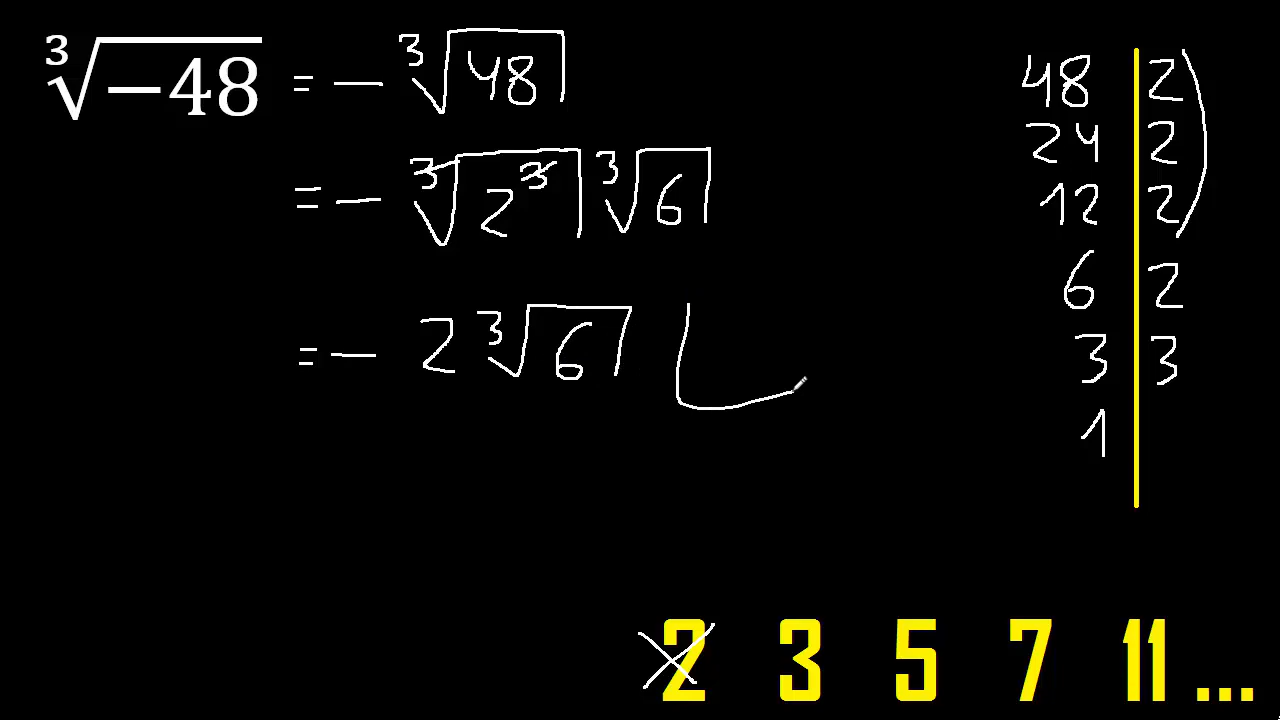 ∛−48 = − ∛48
= − ∛2³ ∛6
= − 2 ∛6
48 2
24 2
12 2
6 2
3 3
1
2 3 5 7 11 ...